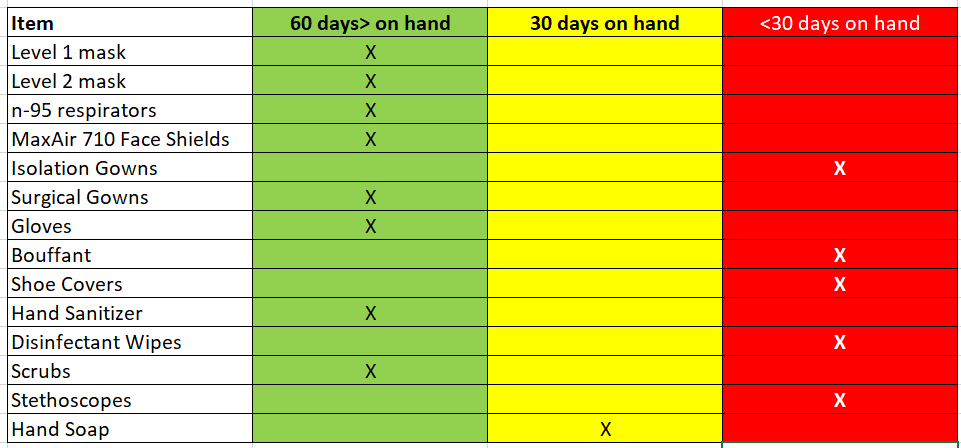 Item 60 days> on hand 30 days on hand <30 days on hand
Level 1 mask X
Level 2 mask X
n-95 respirators X
MaxAir 710 Face Shields X
Isolation Gowns X
Surgical Gowns X
Gloves X
Bouffant X
Shoe Covers X
Hand Sanitizer X
Disinfectant Wipes X
Scrubs X
Stethoscopes X
Hand Soap X